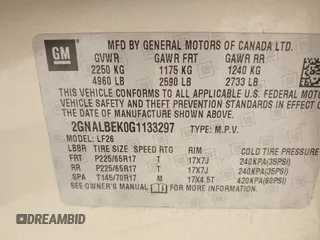 GM
MFD BY GENERAL MOTORS OF CANADA LTD.
GVWR GAWR FRT GAWR RR
2250 KG 1175 KG 1240 KG
4960 LB 2590 LB 2733 LB
THIS VEHICLE CONFORMS TO ALL APPLICABLE U.S. FEDERAL MOTOR
VEHICLE SAFETY AND THEFT PREVENTION STANDARDS IN EFFECT ON THE
DATE OF MANUFACTURE SHOWN ABOVE.
2GNALBEK0G1133297 TYPE: M.P.V.
MODEL: LF26
LBBR TIRE SIZE SPEED RTG RIM COLD TIRE PRESSURE
FRT P225/65R17 T 17X7J 240KPA(35PSI)
RR P225/65R17 T 17X7J 240KPA(35PSI)
SPA T145/70R17 M 17X4.5T 420KPA(60PSI)
SEE OWNER'S MANUAL FOR MORE INFORMATION.
DREAMBID